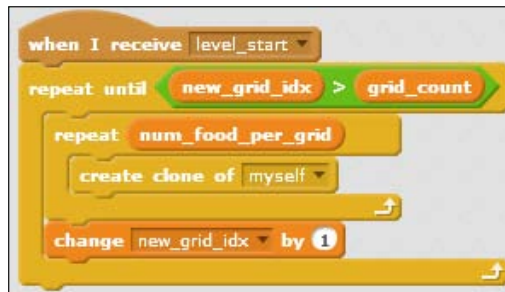 when I receive level_start
repeat until new_grid_idx > grid_count
repeat num_food_per_grid
create clone of myself
change new_grid_idx by 1